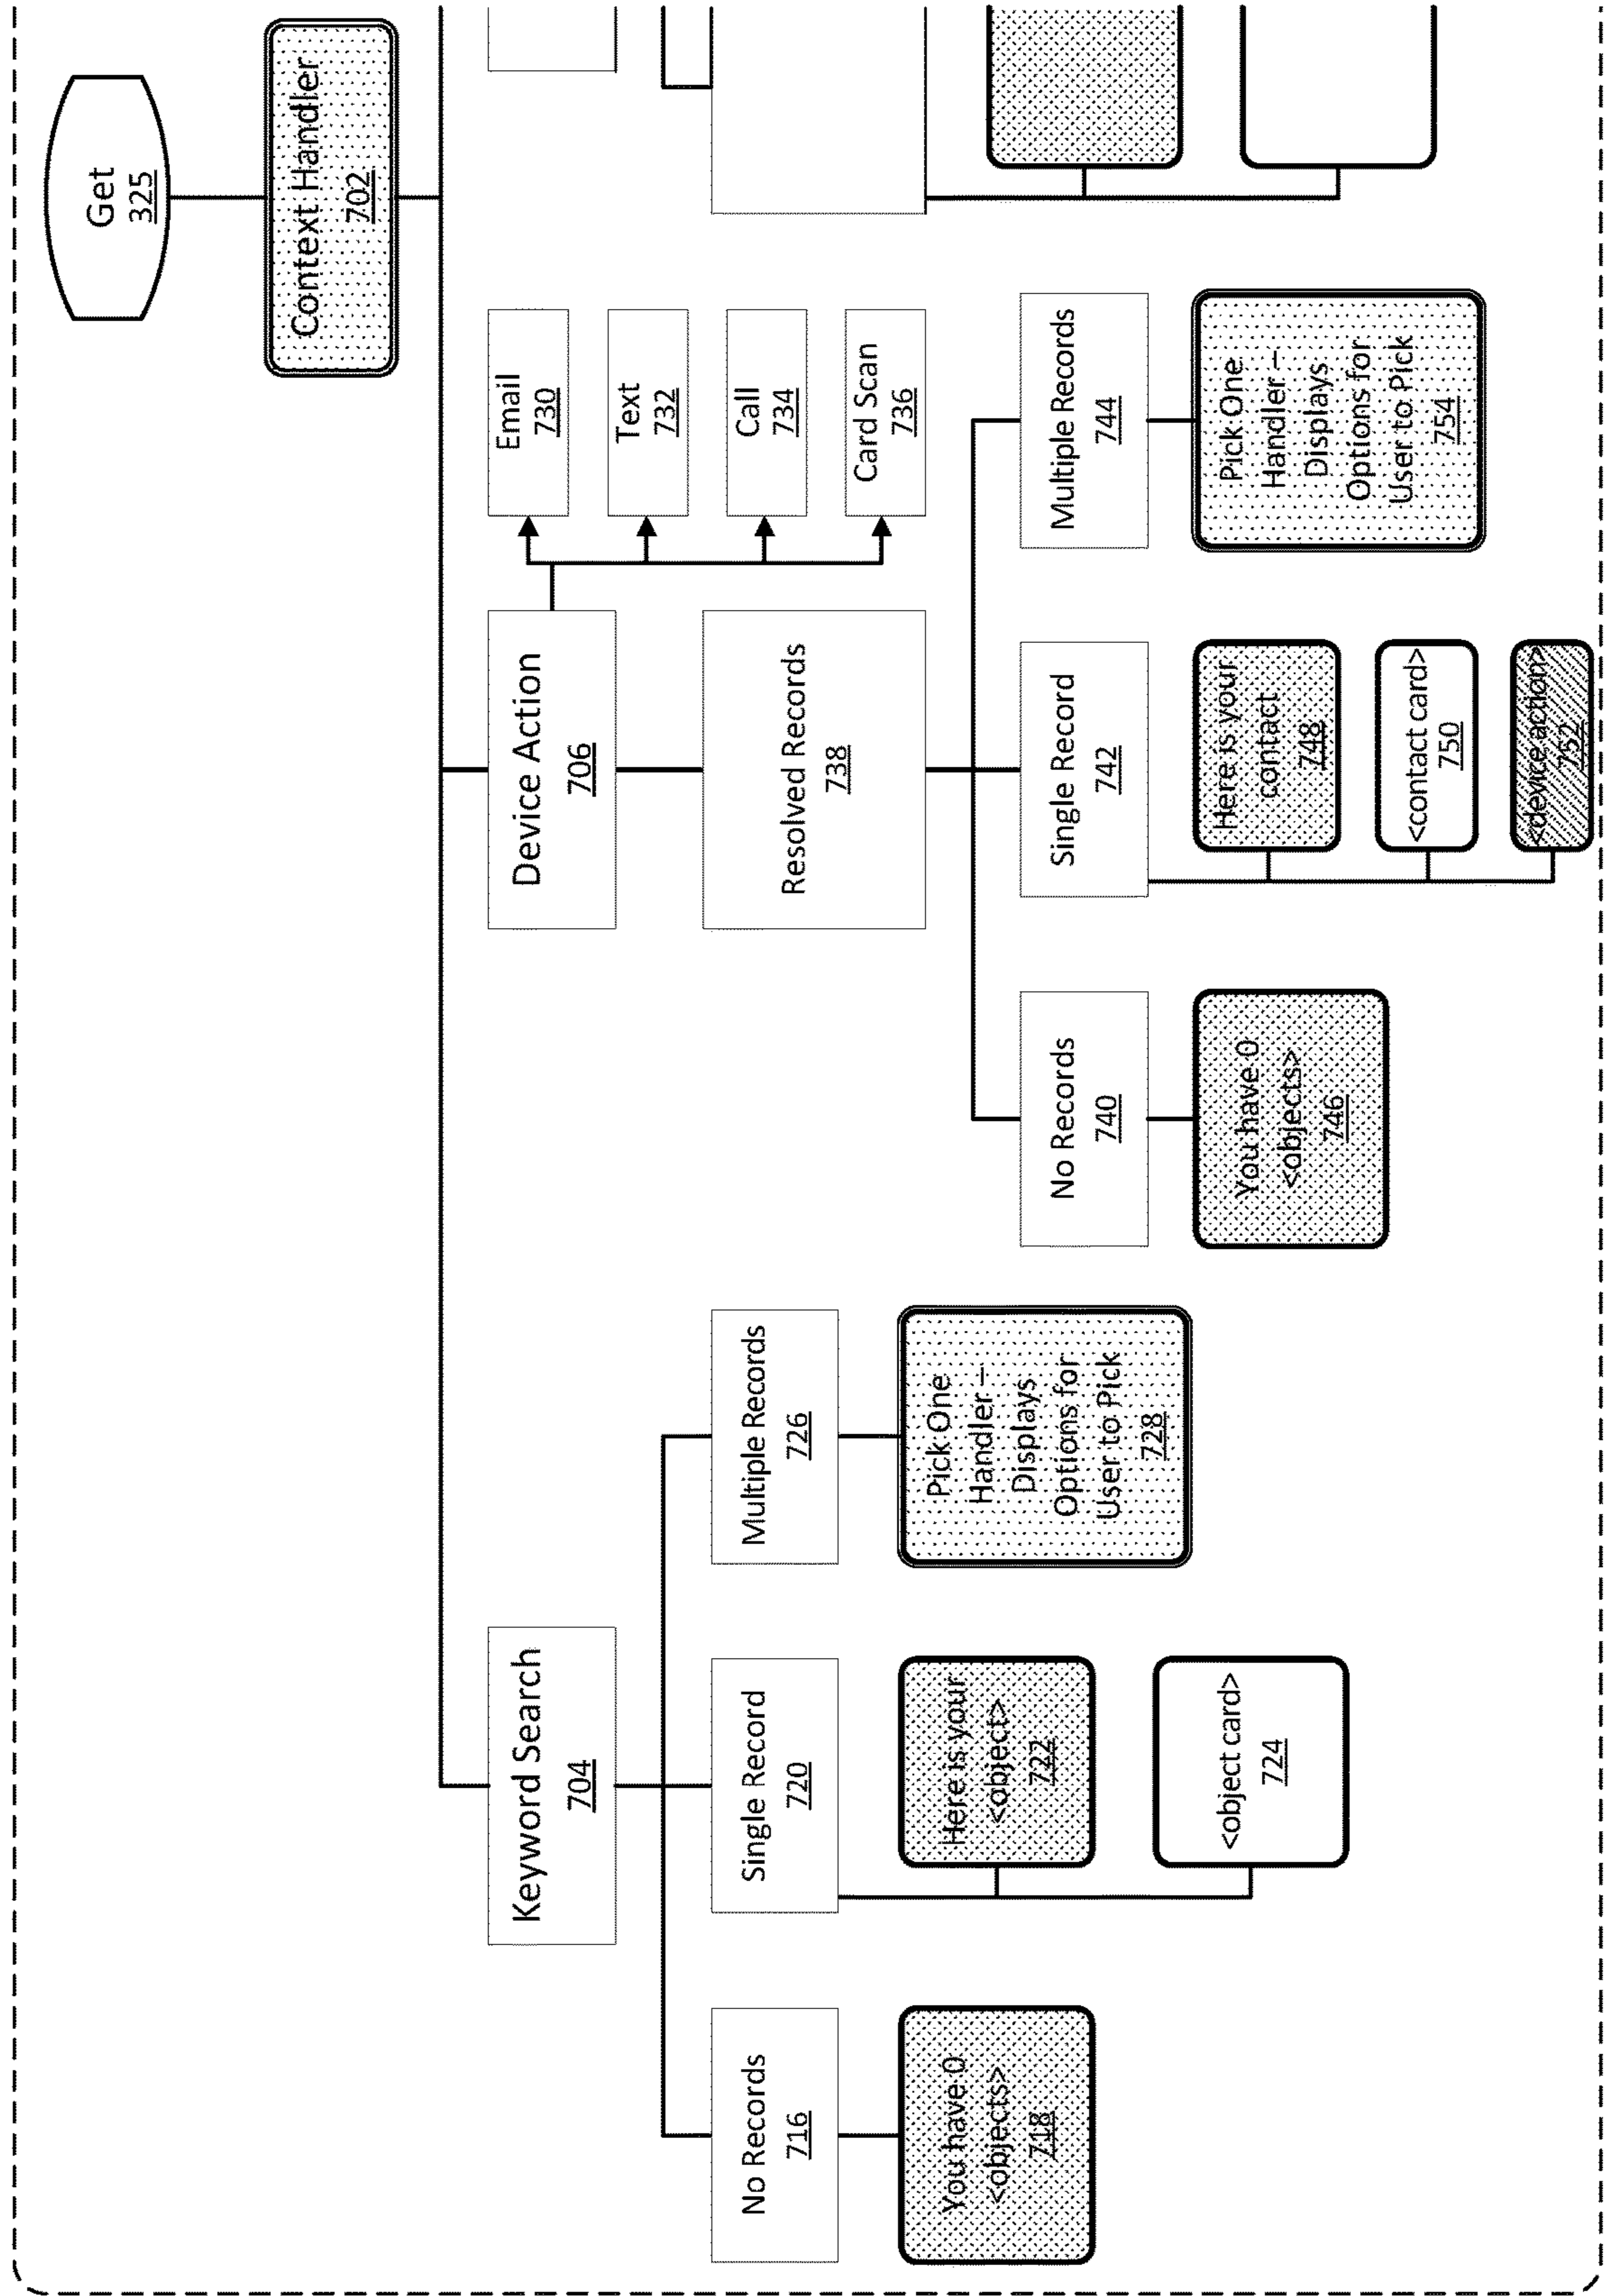 Get
325
Context Handler
702
Keyword Search
704
No Records
716
You have 0
<objects>
718
Single Record
720
Here is your
<object>
722
<object card>
724
Multiple Records
726
Pick One
Handler –
Displays
Options for
User to Pick
728
Device Action
706
Email
730
Text
732
Call
734
Card Scan
736
Resolved Records
738
No Records
740
You have 0
<objects>
746
Single Record
742
Here is your
contact
748
<contact card>
750
<device action>
752
Multiple Records
744
Pick One
Handler –
Displays
Options for
User to Pick
754